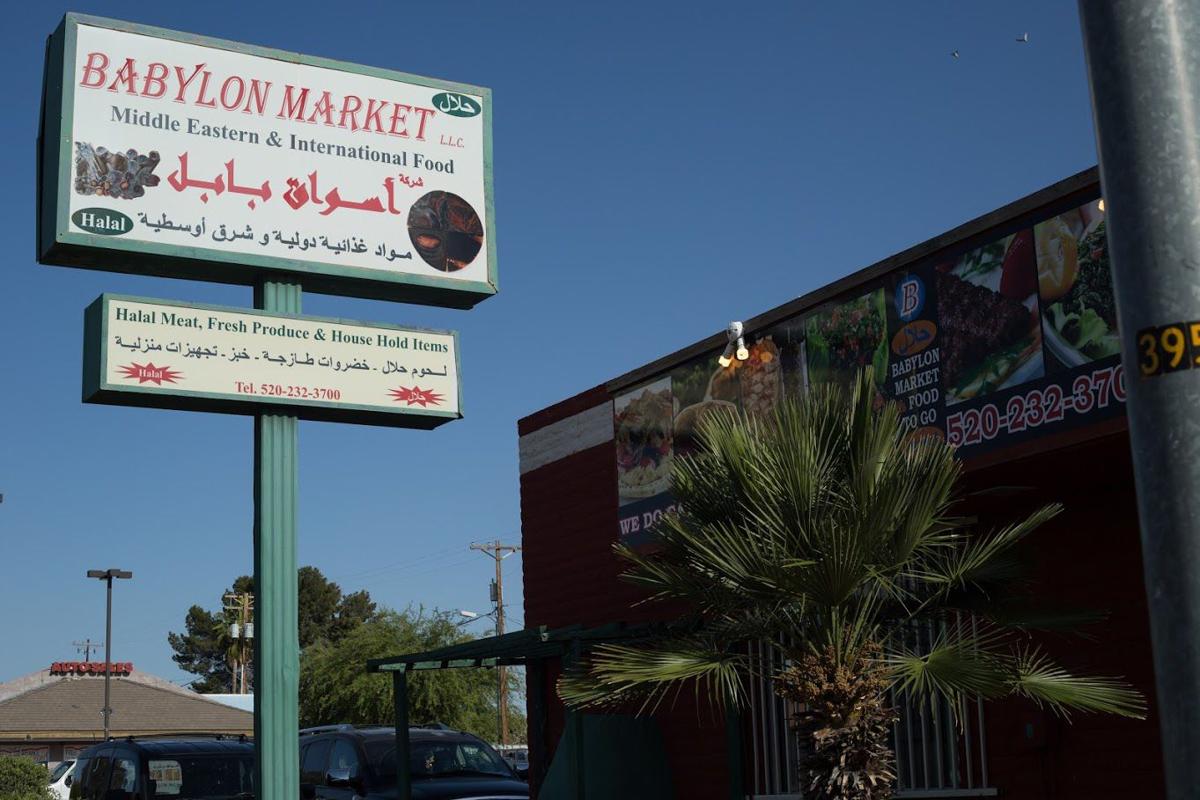 BABYLON MARKET L.L.C.
حلال
Middle Eastern & International Food
شركة
أسواق بابل
Halal
مواد غذائية دولية و شرق أوسطية
Halal Meat, Fresh Produce & House Hold Items
لحوم حلال - خضروات طازجة - خبز - تجهيزات منزلية
Halal
Tel. 520-232-3700
حلال
B
BABYLON
MARKET
FOOD
TO GO
520-232-370
WE DO
395
AUTO SALES